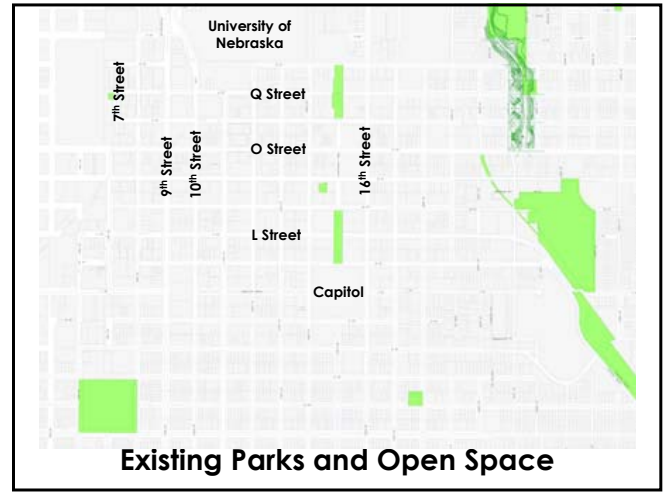 University of
Nebraska
7th Street
Q Street
O Street
9th Street
10th Street
16th Street
L Street
Capitol
Existing Parks and Open Space